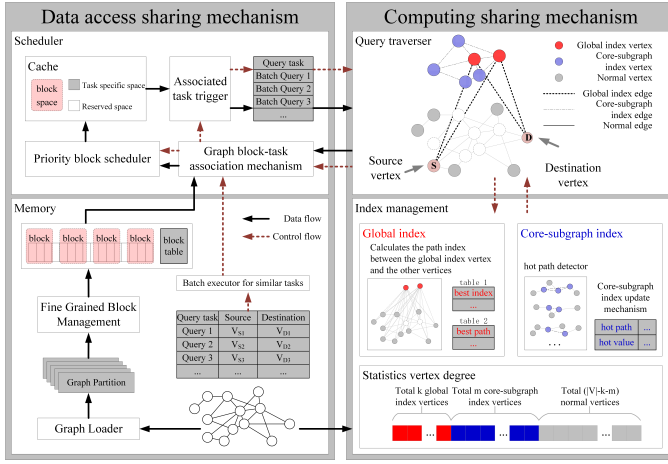 Data access sharing mechanism
Scheduler
Cache
block
space
Task specific space
Reserved space
Associated
task trigger
Query task
Batch Query 1
Batch Query 2
Batch Query 3
...
Priority block scheduler
Graph block-task
association mechanism
Memory
block
block
block
block
block
table
Data flow
Control flow
Fine Grained Block
Management
Batch executor for similar tasks
Query task Source Destination
Query 1 VS1 VD1
Query 2 VS2 VD2
Query 3 VS3 VD3
... ... ...
Graph Partition
Graph Loader
Computing sharing mechanism
Query traverser
Global index vertex
Core-subgraph
index vertex
Normal vertex
Global index edge
Core-subgraph
index edge
Normal edge
S
D
Source
vertex
Destination
vertex
Index management
Global index
Calculates the path index
between the global index vertex
and the other vertices
table 1
best index
...
table 2
best path
...
Core-subgraph index
hot path detector
...
Core-subgraph
index update
mechanism
hot path ...
hot value ...
Statistics vertex degree
Total k global
index vertices
Total m core-subgraph
index vertices
Total (|V|-k-m)
normal vertices
... ... ...